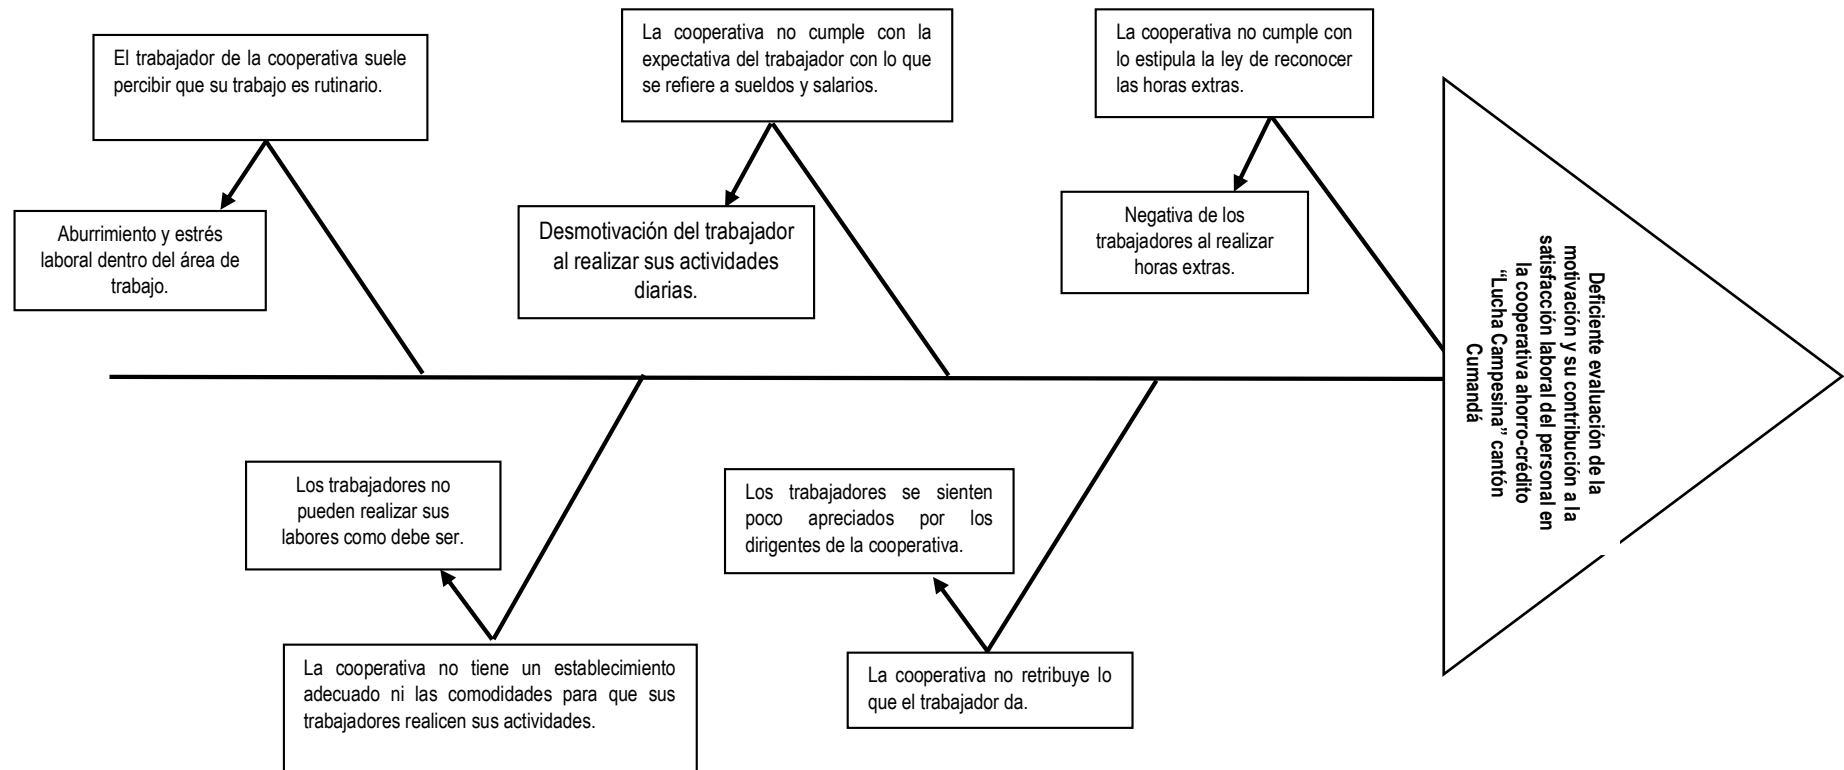 El trabajador de la cooperativa suele
percibir que su trabajo es rutinario.
La cooperativa no cumple con la
expectativa del trabajador con lo que
se refiere a sueldos y salarios.
La cooperativa no cumple con
lo estipula la ley de reconocer
las horas extras.
Aburrimiento y estrés
laboral dentro del área de
trabajo.
Desmotivación del trabajador
al realizar sus actividades
diarias.
Negativa de los
trabajadores al realizar
horas extras.
Deficiente evaluación de la
motivación y su contribución a la
satisfacción laboral del personal en
la cooperativa ahorro-crédito
“Lucha Campesina” cantón
Cumandá
Los trabajadores no
pueden realizar sus
labores como debe ser.
Los trabajadores se sienten
poco apreciados por los
dirigentes de la cooperativa.
La cooperativa no tiene un establecimiento
adecuado ni las comodidades para que sus
trabajadores realicen sus actividades.
La cooperativa no retribuye lo
que el trabajador da.